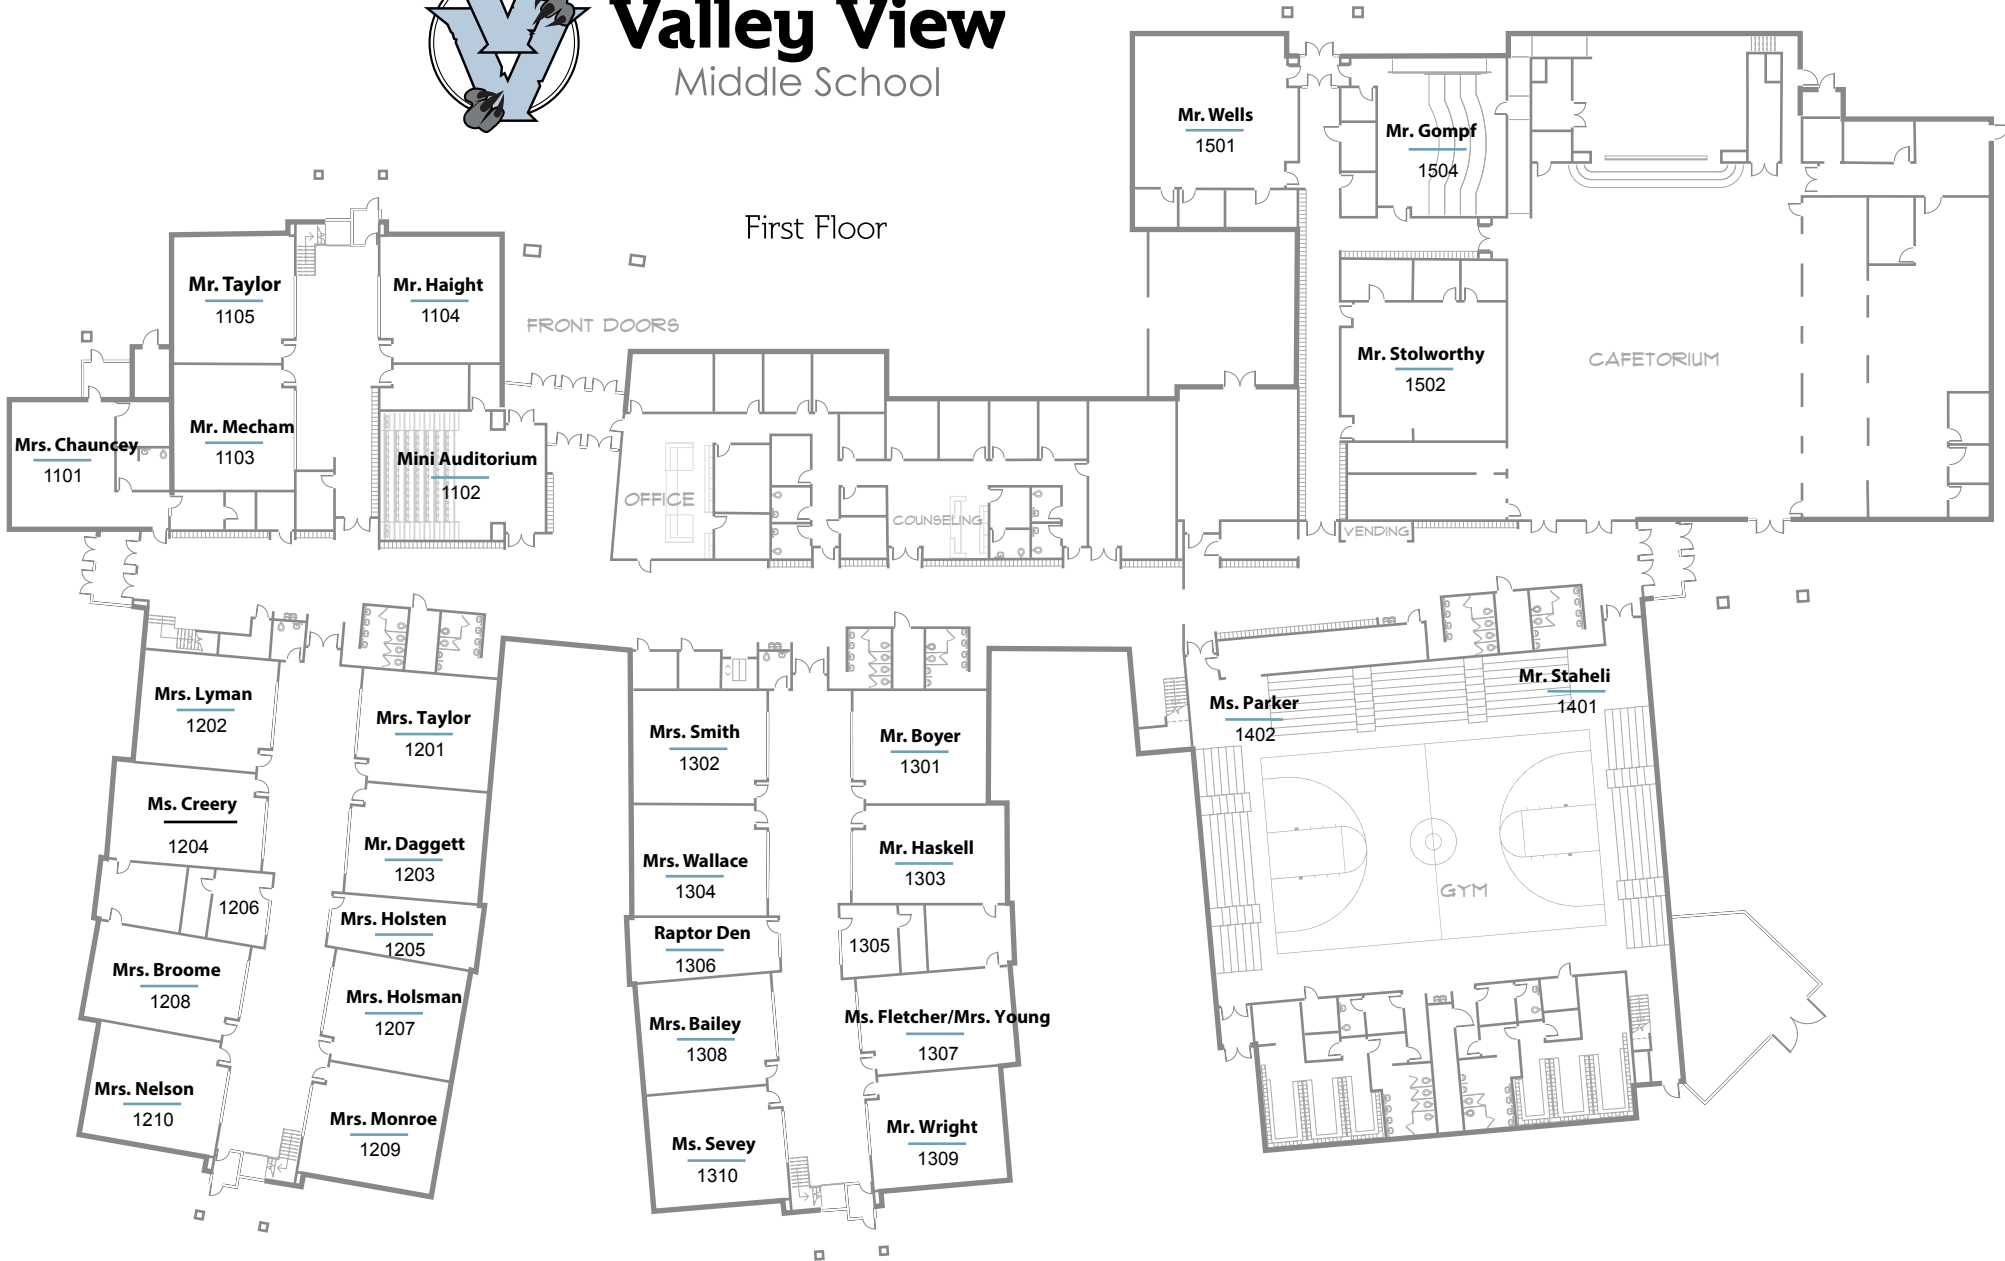 Valley View
Middle School
First Floor
Mr. Wells
1501
Mr. Gompf
1504
Mr. Taylor
1105
Mr. Haight
1104
FRONT DOORS
Mr. Stolworthy
1502
CAFETORIUM
Mrs. Chauncey
1101
Mr. Mecham
1103
Mini Auditorium
1102
OFFICE
COUNSELING
VENDING
Mrs. Lyman
1202
Mrs. Taylor
1201
Mrs. Smith
1302
Mr. Boyer
1301
Ms. Parker
1402
Mr. Staheli
1401
Ms. Creery
1204
Mr. Daggett
1203
Mrs. Wallace
1304
Mr. Haskell
1303
GYM
1206
Mrs. Holsten
1205
Raptor Den
1306
1305
Mrs. Broome
1208
Mrs. Holsman
1207
Mrs. Bailey
1308
Ms. Fletcher/Mrs. Young
1307
Mrs. Nelson
1210
Mrs. Monroe
1209
Ms. Sevey
1310
Mr. Wright
1309